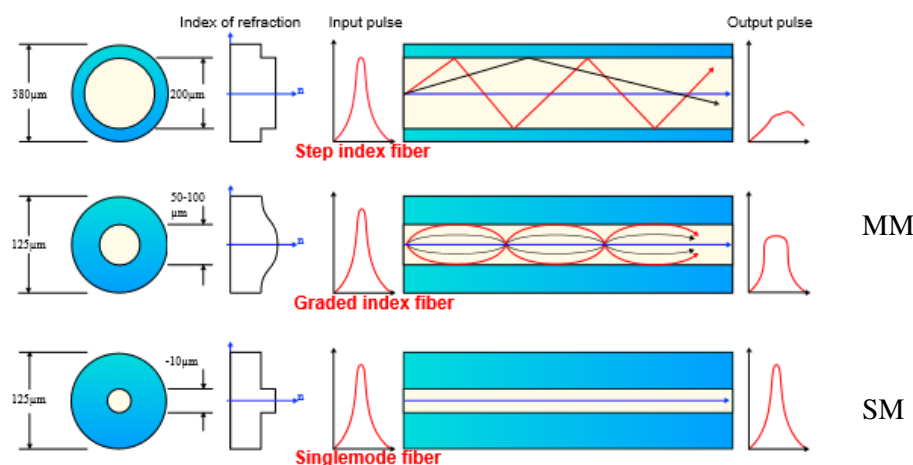 Index of refraction Input pulse Output pulse
380µm 200µm n
Step index fiber
50-100
µm
125µm n MM
Graded index fiber
-10µm
125µm n SM
Singlemode fiber